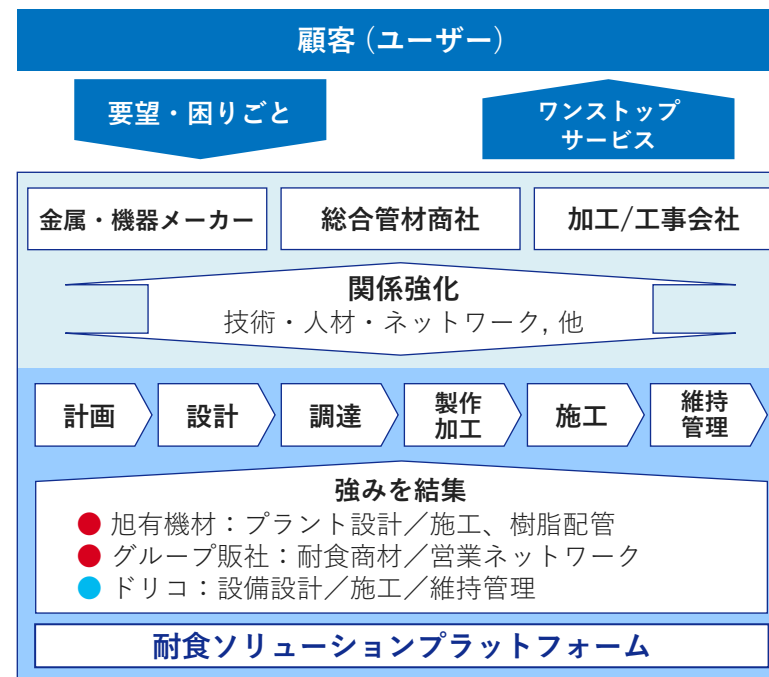 顧客（ユーザー）
要望・困りごと
ワンストップ
サービス
金属・機器メーカー
総合管材商社
加工/工事会社
関係強化
技術・人材・ネットワーク, 他
計画
設計
調達
製作
加工
施工
維持
管理
強みを結集
● 旭有機材：プラント設計／施工、樹脂配管
● グループ販社：耐食商材／営業ネットワーク
● ドリコ：設備設計／施工／維持管理
耐食ソリューションプラットフォーム